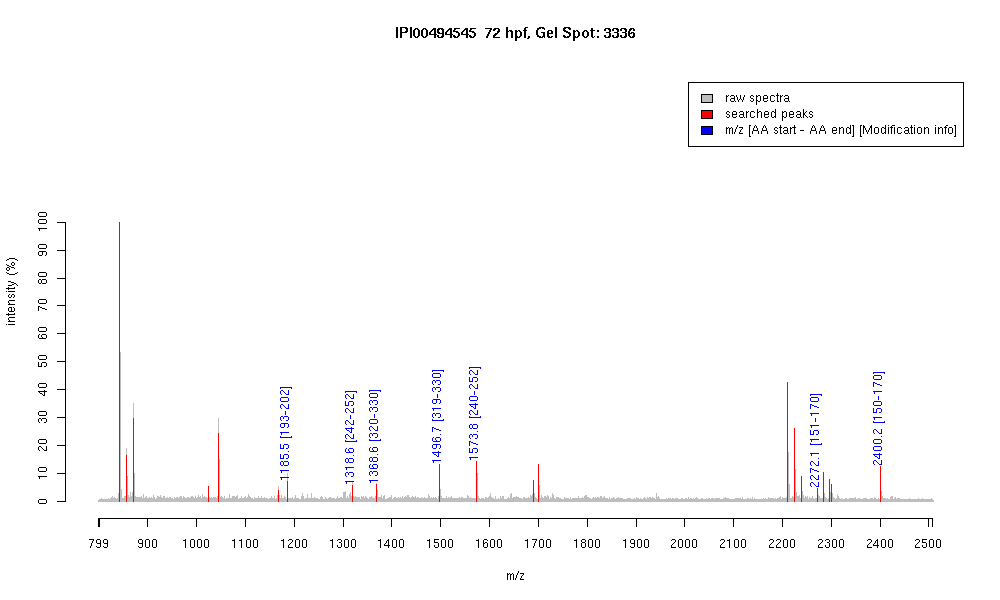 IPI00494545 72 hpf, Gel Spot: 3336
raw spectra
searched peaks
m/z [AA start - AA end] [Modification info]
intensity (%)
100
90
80
70
60
50
40
30
20
10
0
1185.5 [193-202]
1318.6 [242-252]
1368.6 [320-330]
1496.7 [319-330]
1573.8 [240-252]
2272.1 [151-170]
2400.2 [150-170]
799 900 1000 1100 1200 1300 1400 1500 1600 1700 1800 1900 2000 2100 2200 2300 2400 2500
m/z